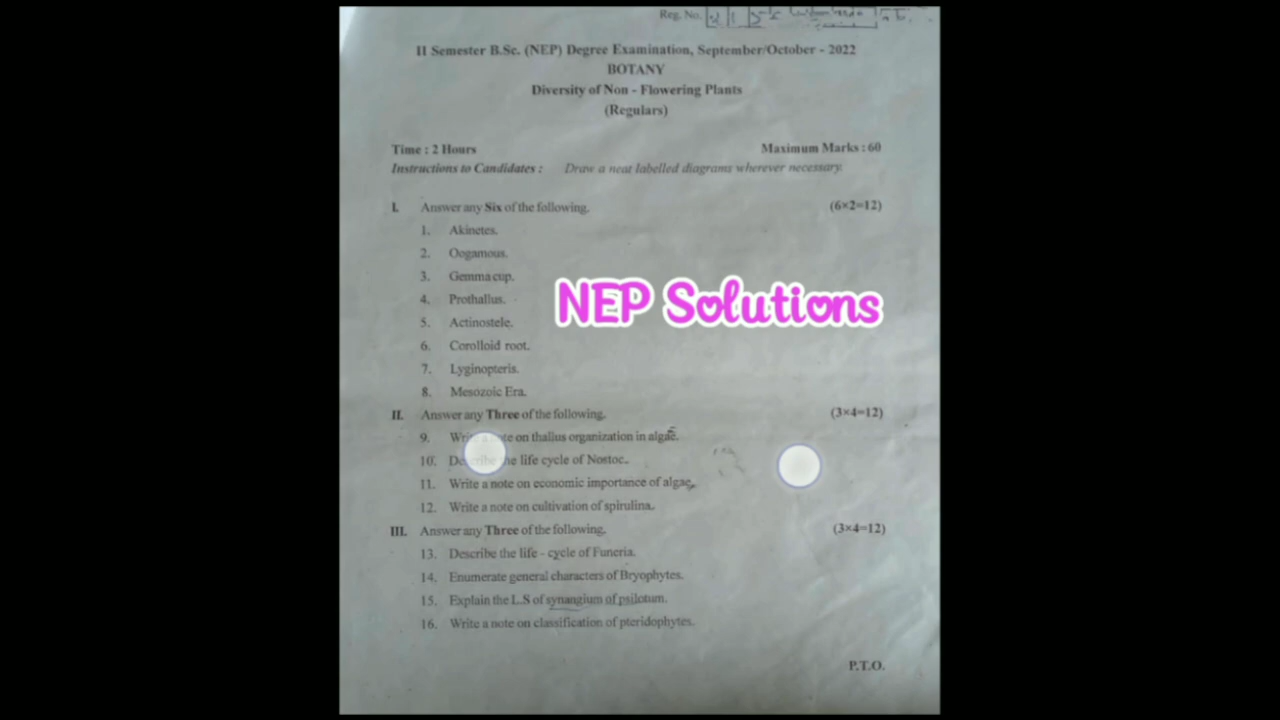 Reg. No.
II Semester B.Sc. (NEP) Degree Examination, September/October - 2022
BOTANY
Diversity of Non - Flowering Plants
(Regulars)
Time : 2 Hours Maximum Marks : 60
Instructions to Candidates : Draw a neat labelled diagrams wherever necessary.
I. Answer any Six of the following. (6×2=12)
1. Akinetes.
2. Oogamous.
3. Gemma cup.
NEP Solutions
4. Prothallus.
5. Actinostele.
6. Corolloid root.
7. Lyginopteris.
8. Mesozoic Era.
II. Answer any Three of the following. (3×4=12)
9. Write a note on thallus organization in algae.
10. Describe the life cycle of Nostoc.
11. Write a note on economic importance of algae.
12. Write a note on cultivation of spirulina.
III. Answer any Three of the following. (3×4=12)
13. Describe the life - cycle of Funeria.
14. Enumerate general characters of Bryophytes.
15. Explain the L.S of synangium of psilotum.
16. Write a note on classification of pteridophytes.
P.T.O.